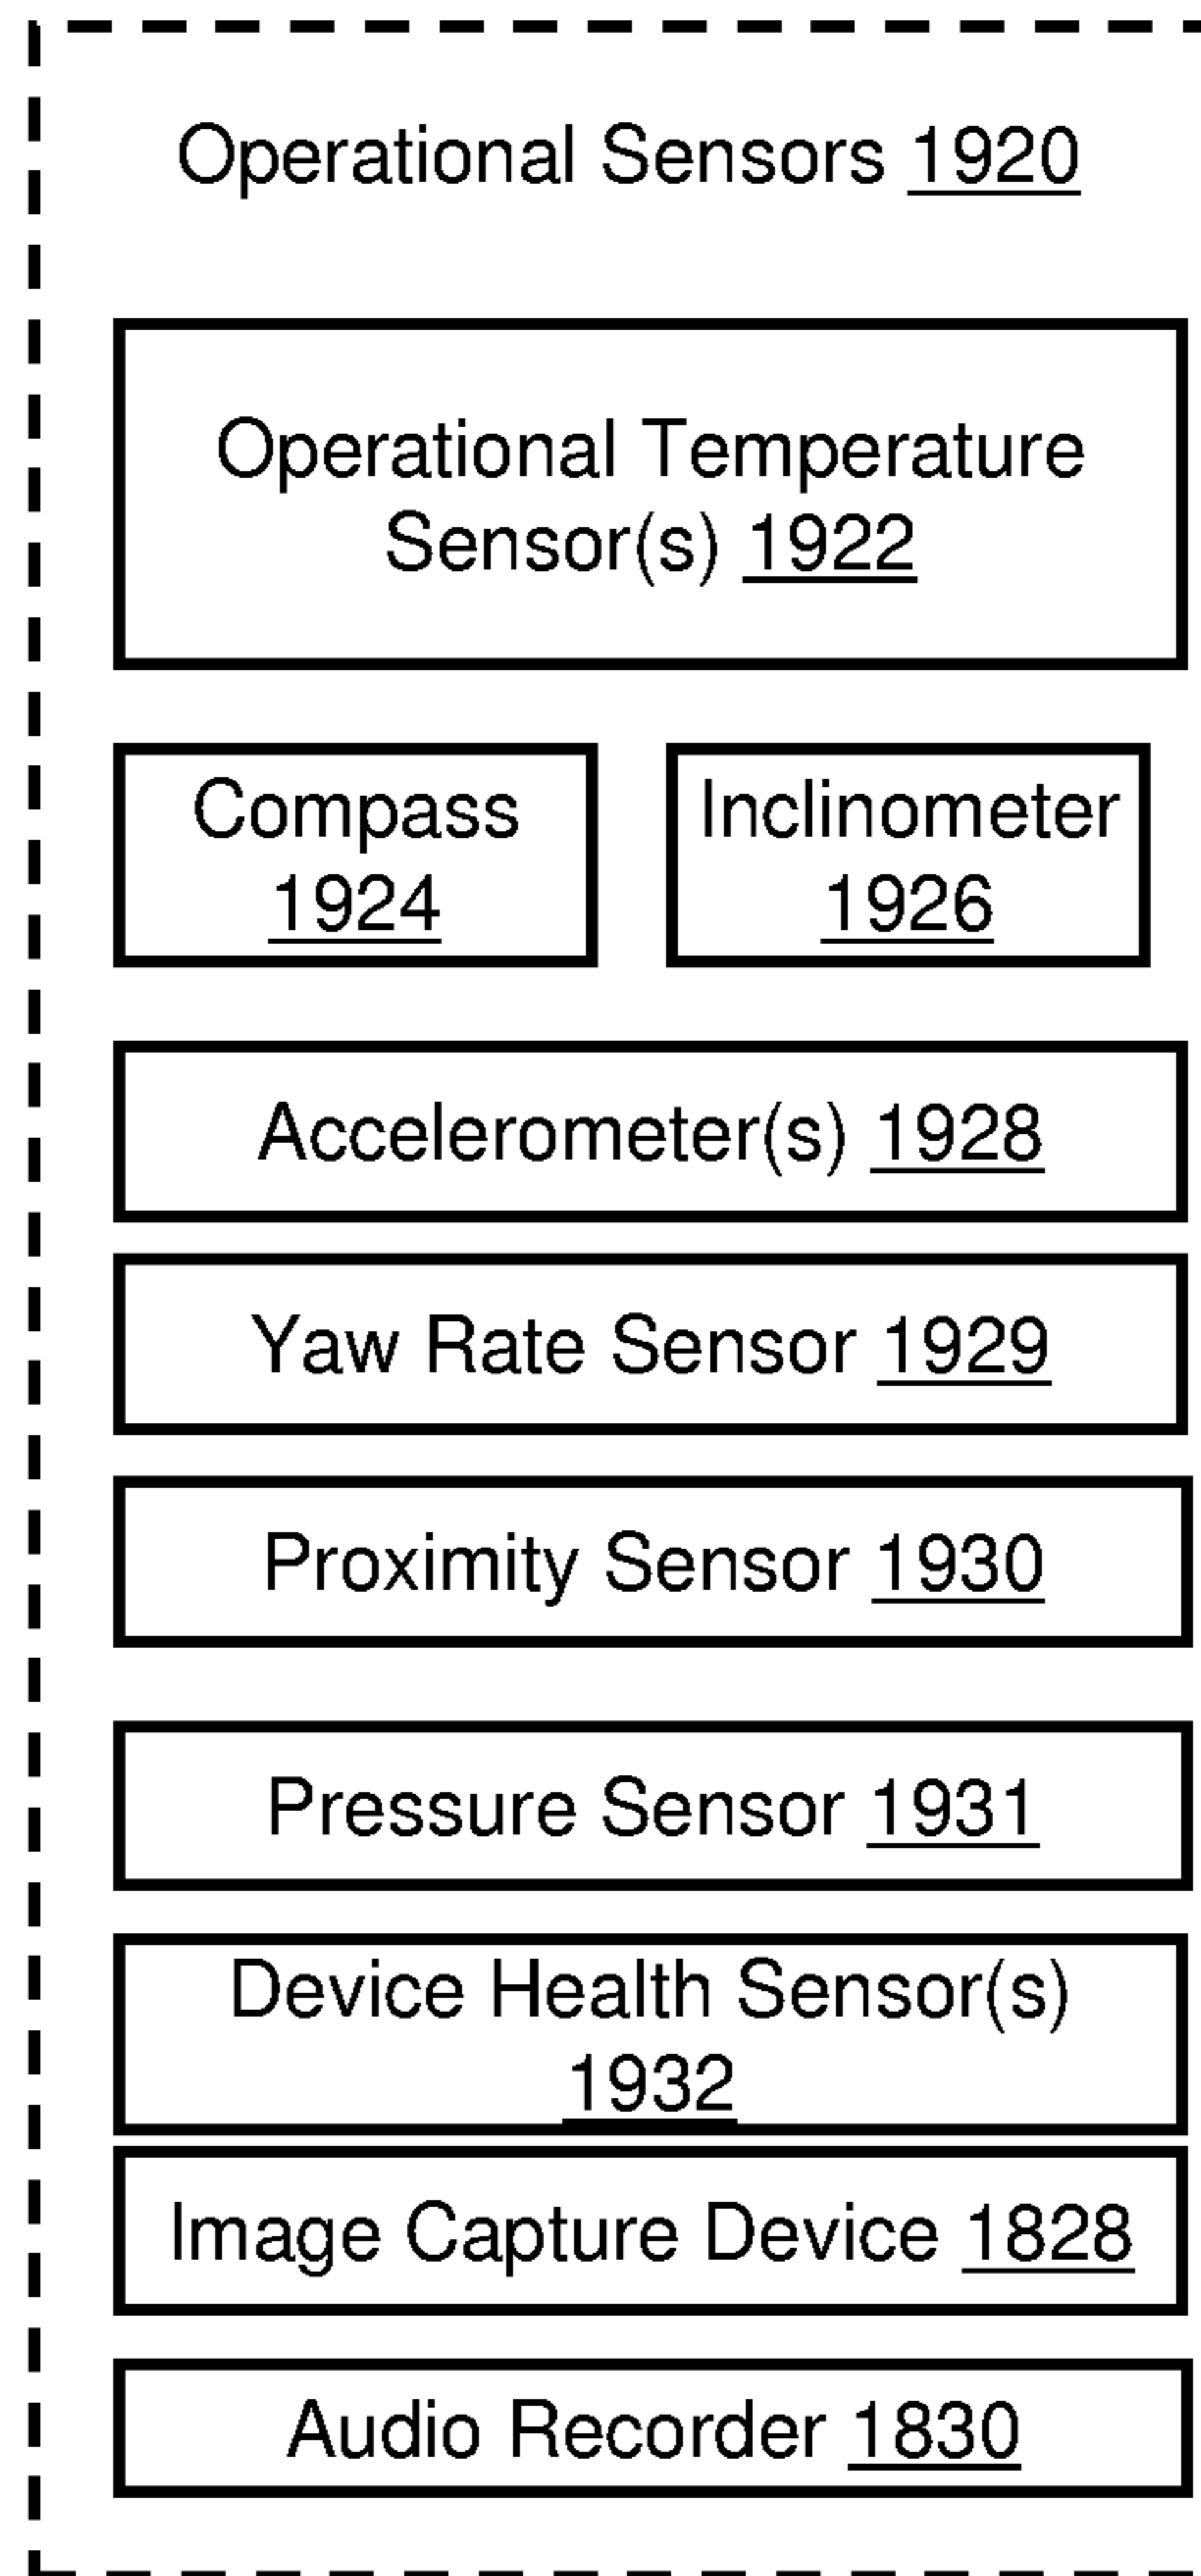 Operational Sensors 1920
Operational Temperature
Sensor(s) 1922
Compass
1924
Inclinometer
1926
Accelerometer(s) 1928
Yaw Rate Sensor 1929
Proximity Sensor 1930
Pressure Sensor 1931
Device Health Sensor(s)
1932
Image Capture Device 1828
Audio Recorder 1830